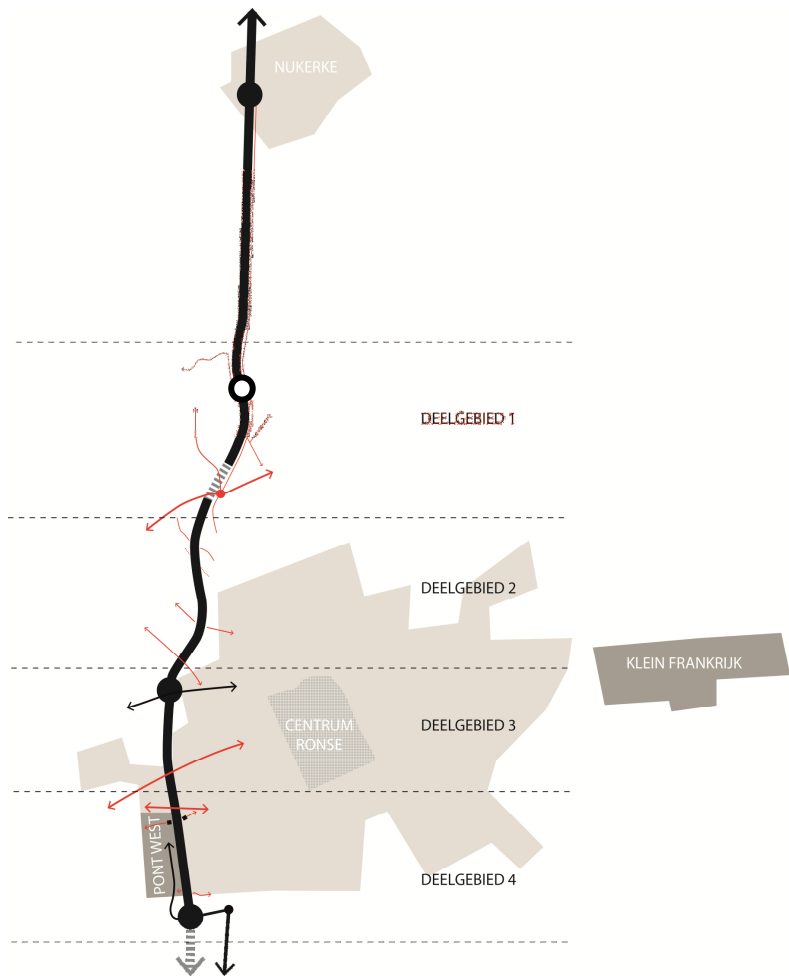 NUKERKE
DEELGEBIED 1
DEELGEBIED 2
KLEIN FRANKRIJK
CENTRUM
RONSE
DEELGEBIED 3
PONT WEST
DEELGEBIED 4